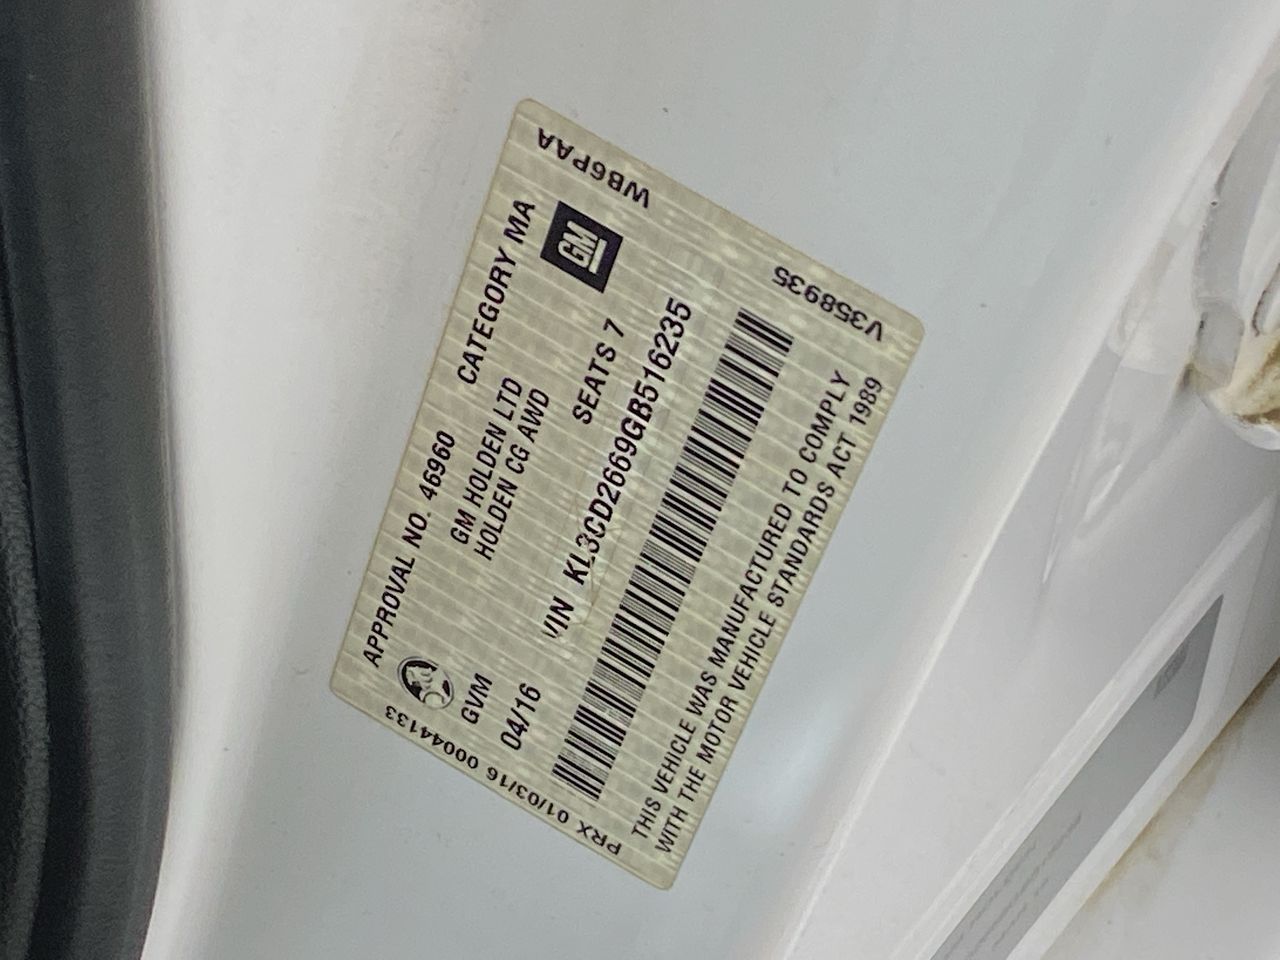 APPROVAL NO. 46960 CATEGORY MA
GM HOLDEN LTD
HOLDEN CG AWD
GM
GVM SEATS 7
04/16
VIN KL3CD2669GB516235
THIS VEHICLE WAS MANUFACTURED TO COMPLY
WITH THE MOTOR VEHICLE STANDARDS ACT 1989
PRX 01/03/16 00044133
WB6PAA V358935